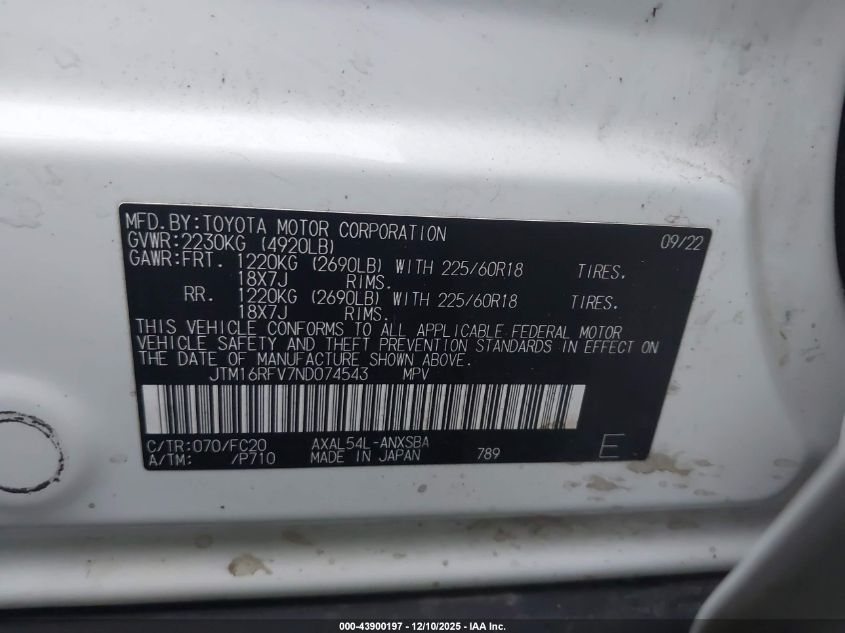 MFD.BY:TOYOTA MOTOR CORPORATION 09/22
GVWR:2230KG (4920LB)
GAWR:FRT. 1220KG (2690LB) WITH 225/60R18 TIRES.
18X7J RIMS.
RR. 1220KG (2690LB) WITH 225/60R18 TIRES.
18X7J RIMS.
THIS VEHICLE CONFORMS TO ALL APPLICABLE FEDERAL MOTOR
VEHICLE SAFETY AND THEFT PREVENTION STANDARDS IN EFFECT ON
THE DATE OF MANUFACTURE SHOWN ABOVE.
JTM16RFV7ND074543 MPV
C/TR:070/FC20 AXAL54L-ANXSBA
A/TM: /P710 MADE IN JAPAN 789 E
000-43900197 - 12/10/2025 - IAA Inc.